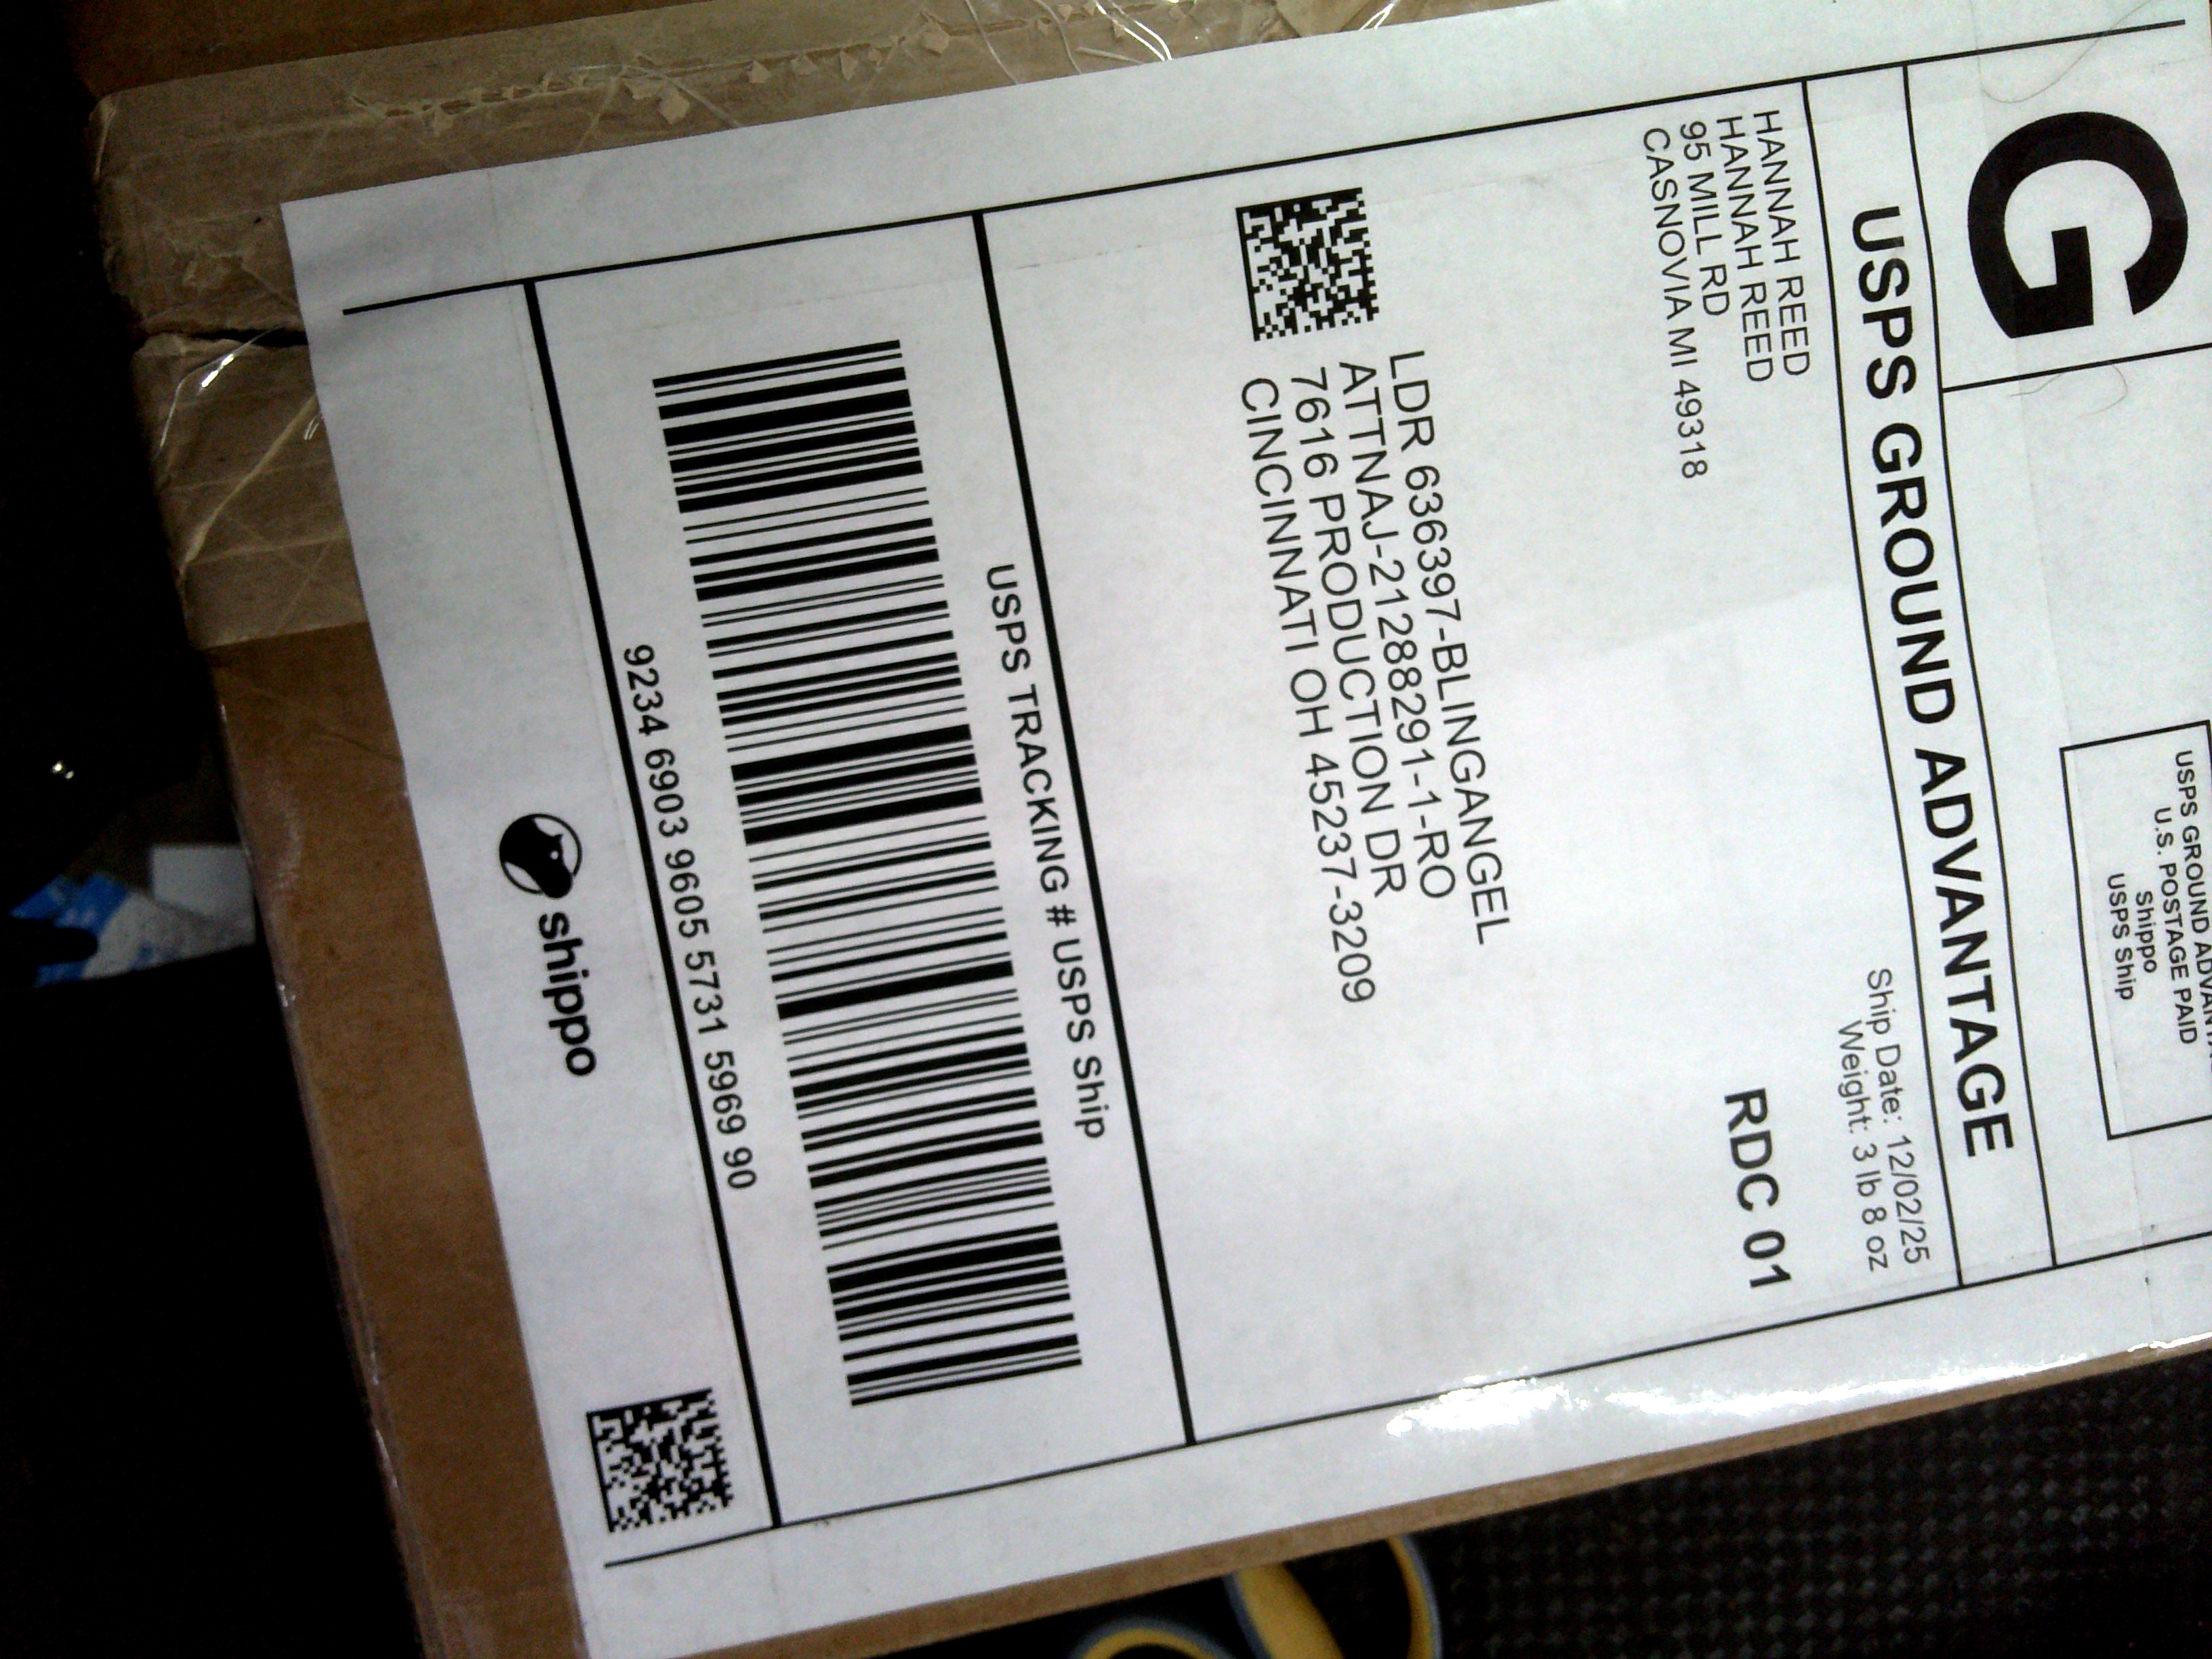 G
USPS GROUND ADVANTAGE
U.S. POSTAGE PAID
Shippo
USPS Ship
USPS GROUND ADVANTAGE
HANNAH REED
HANNAH REED
95 MILL RD
CASNOVIA MI 49318
Ship Date: 12/02/25
Weight: 3 lb 8 oz
RDC 01
LDR 636397-BLINGANGEL
ATTNAJ-21288291-1-RO
7616 PRODUCTION DR
CINCINNATI OH 45237-3209
USPS TRACKING # USPS Ship
9234 6903 9605 5731 5969 90
shippo